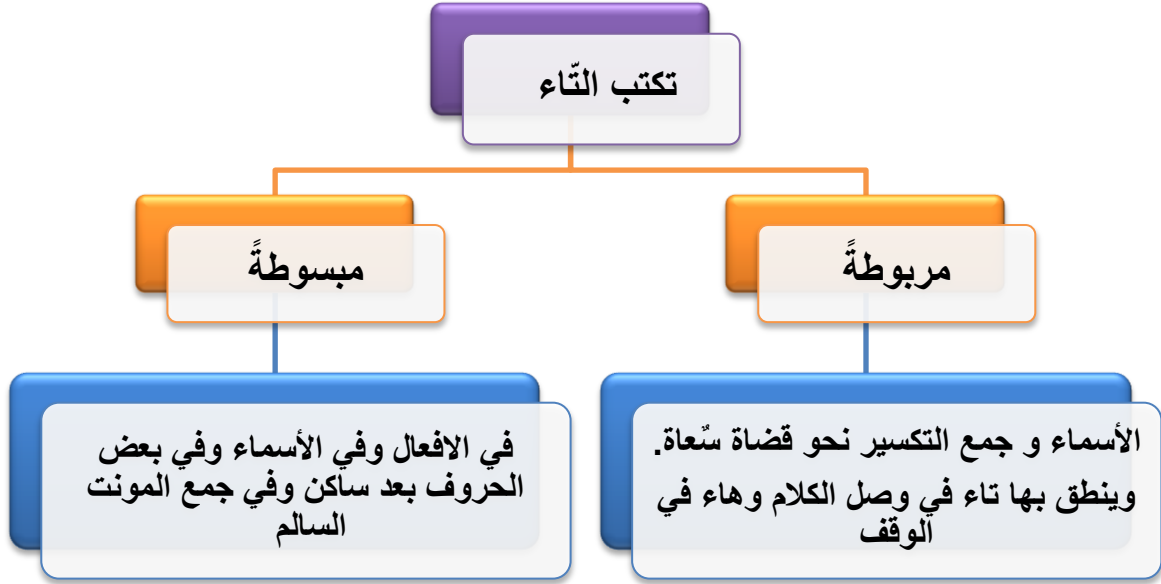 تكتب التّاء
مربوطةً
مبسوطةً
الأسماء و جمع التكسير نحو قضاة سٌعاة.
وينطق بها تاء في وصل الكلام وهاء في
الوقف
في الافعال وفي الأسماء وفي بعض
الحروف بعد ساكن وفي جمع المونت
السالم